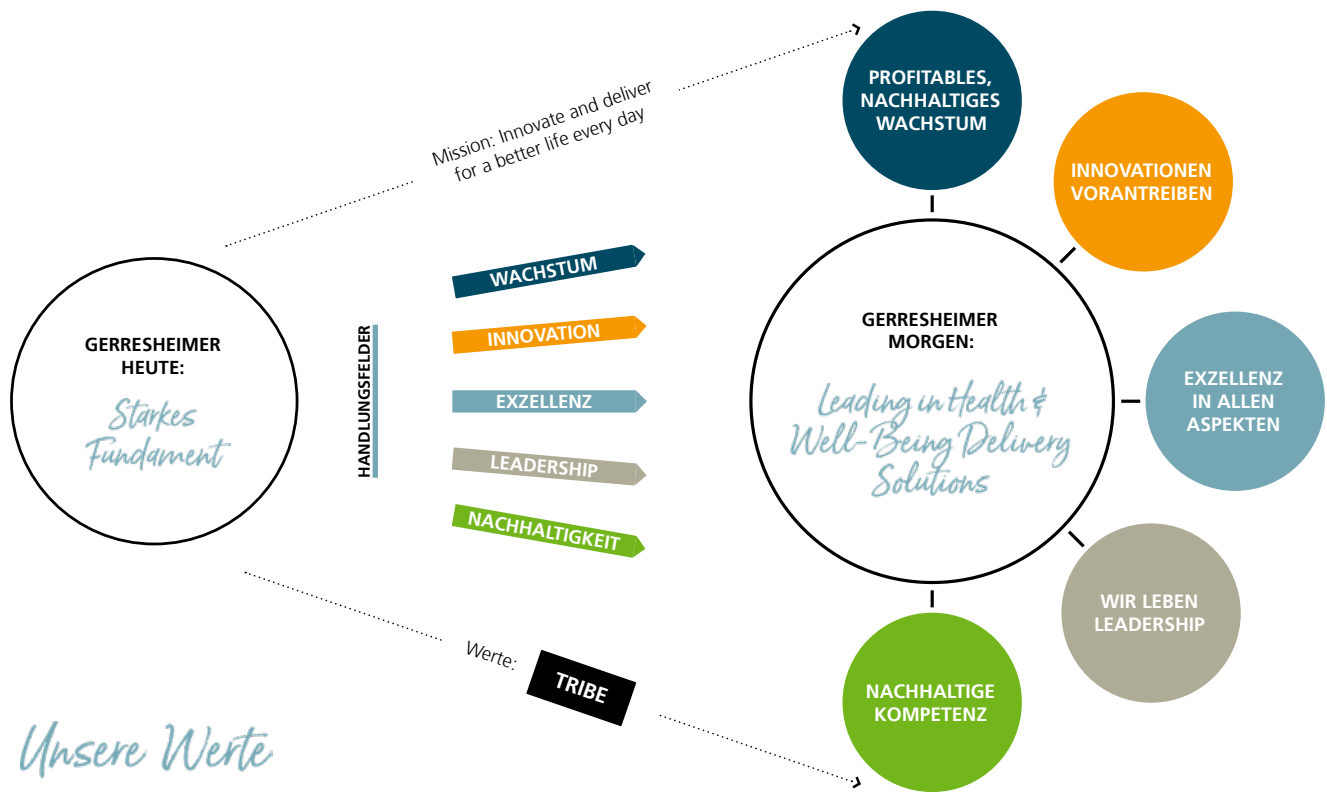 Mission: Innovate and deliver
for a better life every day
GERRESHEIMER
HEUTE:
Starkes
Fundament
HANDLUNGSFELDER
WACHSTUM
INNOVATION
EXZELLENZ
LEADERSHIP
NACHHALTIGKEIT
Werte:
TRIBE
GERRESHEIMER
MORGEN:
Leading in Health &
Well-Being Delivery
Solutions
PROFITABLES,
NACHHALTIGES
WACHSTUM
INNOVATIONEN
VORANTREIBEN
EXZELLENZ
IN ALLEN
ASPEKTEN
WIR LEBEN
LEADERSHIP
NACHHALTIGE
KOMPETENZ
Unsere Werte